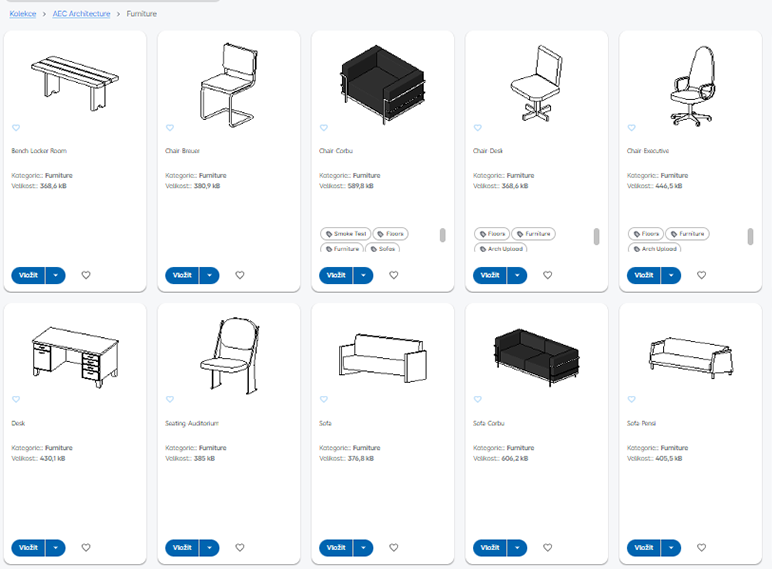 Kolekce > AEC Architecture > Furniture
Bench Locker Room
Kategorie:: Furniture
Velikost:: 368,6 kB
Vložit
Chair Breuer
Kategorie:: Furniture
Velikost:: 380,9 kB
Vložit
Chair Corbu
Kategorie:: Furniture
Velikost:: 589,8 kB
Smoke Test
Floors
Furniture
Sofas
Vložit
Chair Desk
Kategorie:: Furniture
Velikost:: 368,6 kB
Floors
Furniture
Arch Upload
Vložit
Chair Executive
Kategorie:: Furniture
Velikost:: 446,5 kB
Floors
Furniture
Arch Upload
Vložit
Desk
Kategorie:: Furniture
Velikost:: 430,1 kB
Vložit
Seating Auditorium
Kategorie:: Furniture
Velikost:: 385 kB
Vložit
Sofa
Kategorie:: Furniture
Velikost:: 376,8 kB
Vložit
Sofa Corbu
Kategorie:: Furniture
Velikost:: 606,2 kB
Vložit
Sofa Pensi
Kategorie:: Furniture
Velikost:: 405,5 kB
Vložit